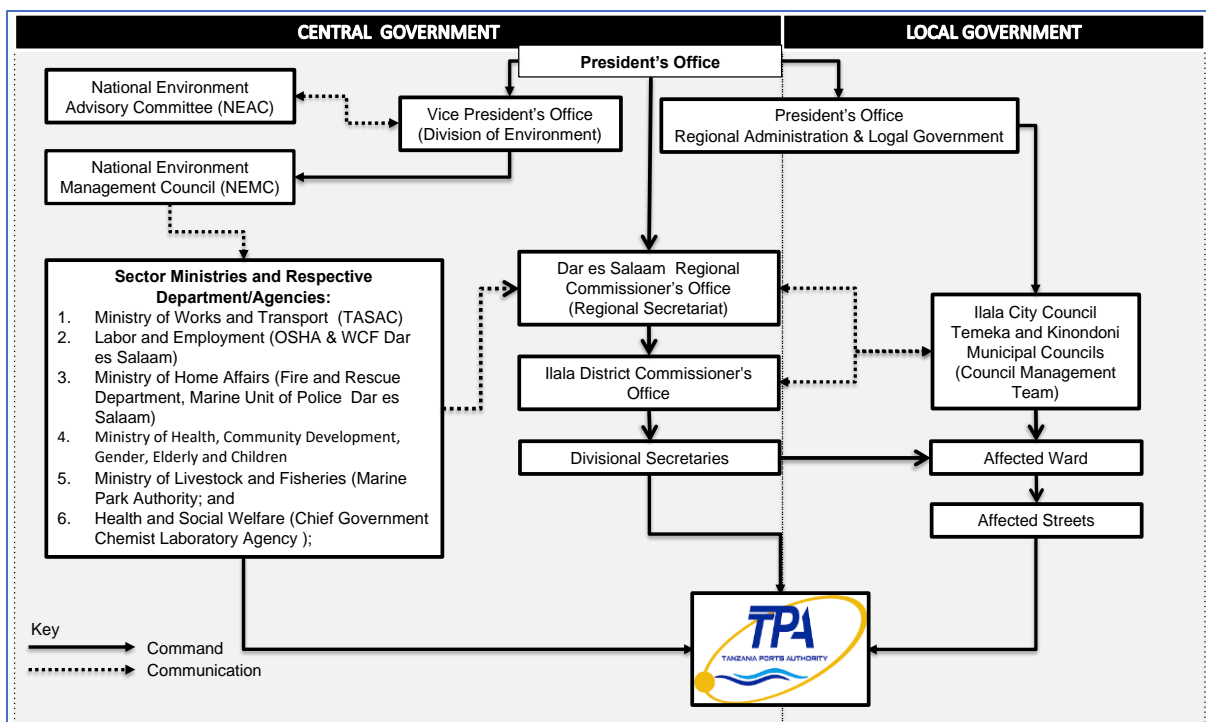 CENTRAL GOVERNMENT
LOCAL GOVERNMENT
President's Office
National Environment
Advisory Committee (NEAC)
Vice President's Office
(Division of Environment)
President's Office
Regional Administration & Logal Government
National Environment
Management Council (NEMC)
Sector Ministries and Respective
Department/Agencies:
1. Ministry of Works and Transport (TASAC)
2. Labor and Employment (OSHA & WCF Dar
es Salaam)
3. Ministry of Home Affairs (Fire and Rescue
Department, Marine Unit of Police Dar es
Salaam)
4. Ministry of Health, Community Development,
Gender, Elderly and Children
5. Ministry of Livestock and Fisheries (Marine
Park Authority; and
6. Health and Social Welfare (Chief Government
Chemist Laboratory Agency );
Dar es Salaam Regional
Commissioner's Office
(Regional Secretariat)
Ilala District Commissioner's
Office
Divisional Secretaries
Ilala City Council
Temeka and Kinondoni
Municipal Councils
(Council Management
Team)
Affected Ward
Affected Streets
TPA
TANZANIA PORTS AUTHORITY
Key
Command
Communication